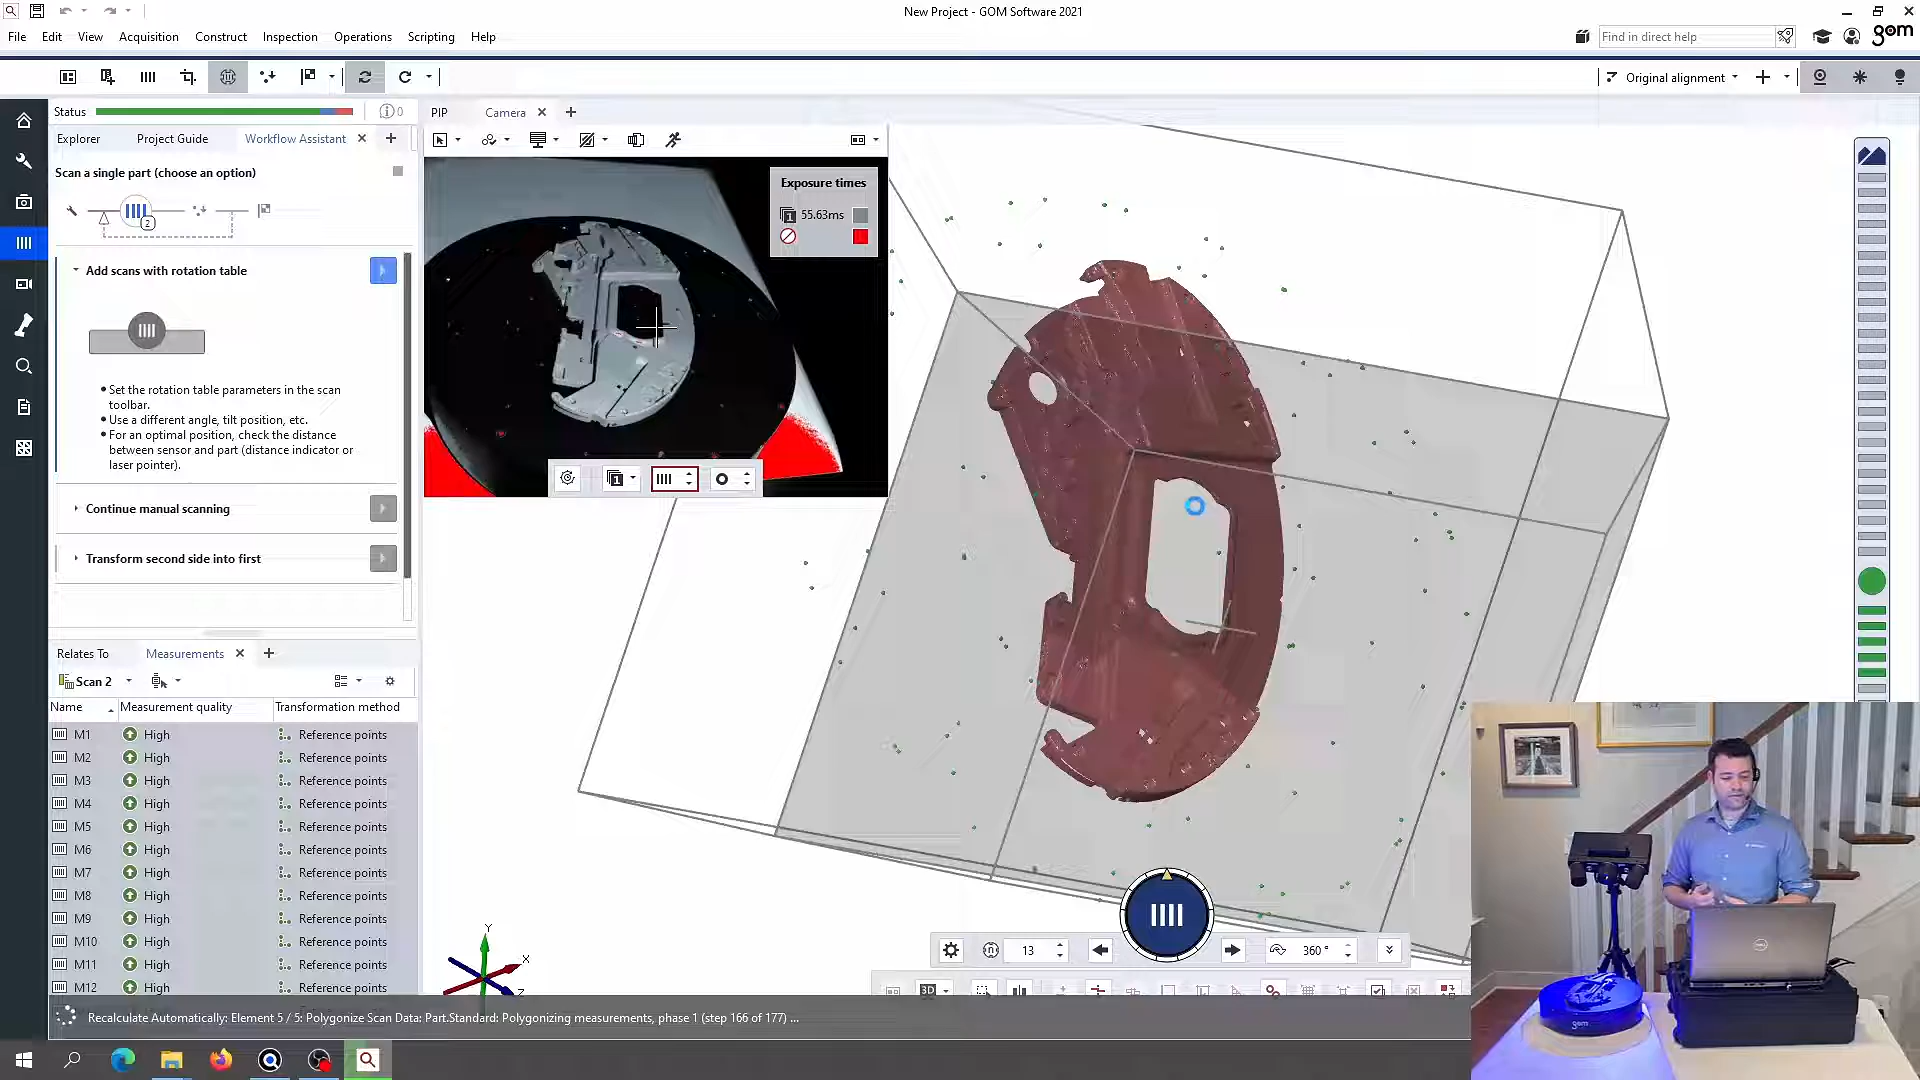 New Project - GOM Software 2021
File Edit View Acquisition Construct Inspection Operations Scripting Help
Find in direct help
gom
Original alignment
Status
0
Explorer
Project Guide
Workflow Assistant
PIP
Camera
Scan a single part (choose an option)
2
Add scans with rotation table
Set the rotation table parameters in the scan
toolbar.
Use a different angle, tilt position, etc.
For an optimal position, check the distance
between sensor and part (distance indicator or
laser pointer).
Continue manual scanning
Transform second side into first
Exposure times
1 55.63ms
1
Relates To
Measurements
Scan 2
Name Measurement quality Transformation method
M1 High Reference points
M2 High Reference points
M3 High Reference points
M4 High Reference points
M5 High Reference points
M6 High Reference points
M7 High Reference points
M8 High Reference points
M9 High Reference points
M10 High Reference points
M11 High Reference points
M12 High Reference points
Y
X
Z
13
360 °
3D
Recalculate Automatically: Element 5 / 5: Polygonize Scan Data: Part.Standard: Polygonizing measurements, phase 1 (step 166 of 177) ...
gom